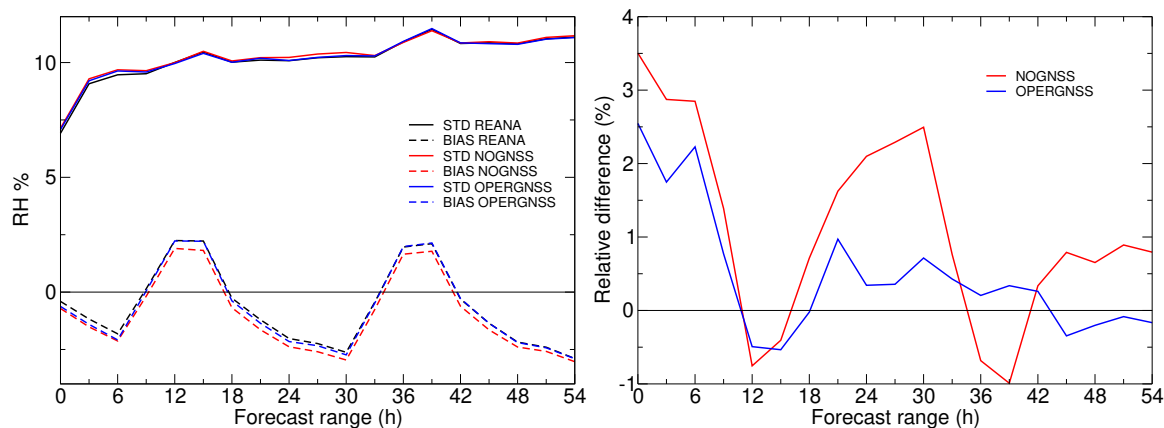 10
5
0
RH %
STD REANA
BIAS REANA
STD NOGNSS
BIAS NOGNSS
STD OPERGNSS
BIAS OPERGNSS
0 6 12 18 24 30 36 42 48 54
Forecast range (h)
4
3
2
1
0
-1
Relative difference (%)
NOGNSS
OPERGNSS
0 6 12 18 24 30 36 42 48 54
Forecast range (h)